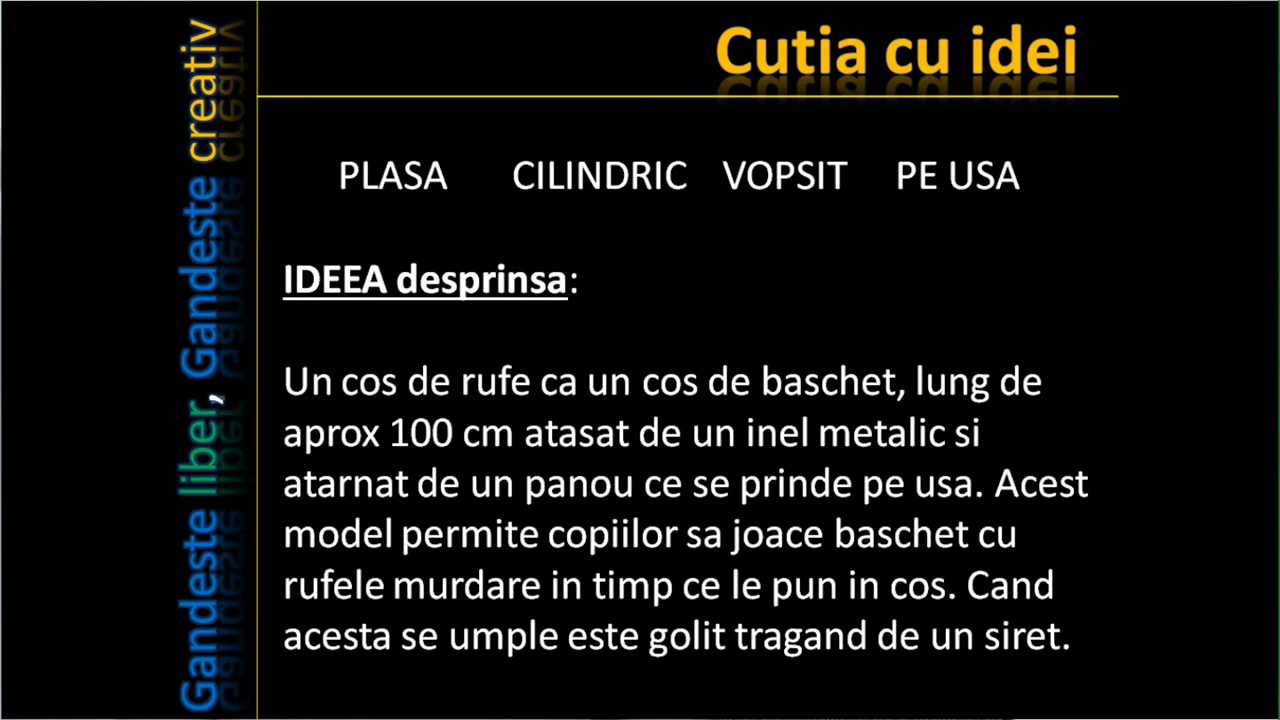 Cutia cu idei
Gandeste liber, Gandeste creativ
PLASA CILINDRIC VOPSIT PE USA
IDEEA desprinsa:
Un cos de rufe ca un cos de baschet, lung de
aprox 100 cm atasat de un inel metalic si
atarnat de un panou ce se prinde pe usa. Acest
model permite copiilor sa joace baschet cu
rufele murdare in timp ce le pun in cos. Cand
acesta se umple este golit tragand de un siret.